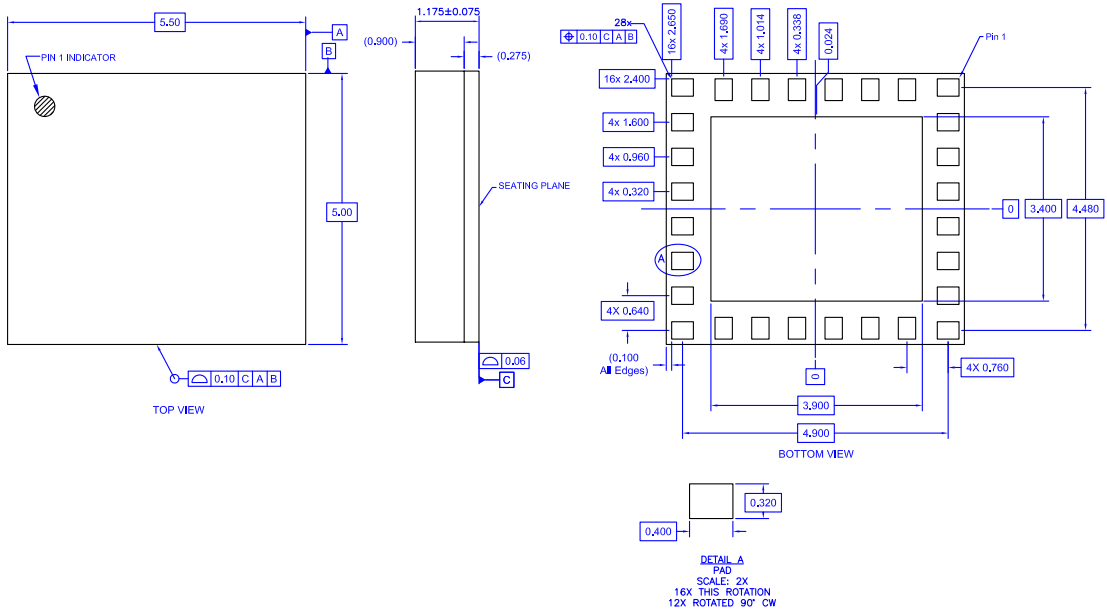 5.50
A
B
PIN 1 INDICATOR
5.00
0.10 C A B
TOP VIEW
1.175±0.075
(0.900)
(0.275)
SEATING PLANE
0.06
C
28x
0.10 C A B
16x 2.650
4x 1.690
4x 1.014
4x 0.338
0.024
Pin 1
16x 2.400
4x 1.600
4x 0.960
4x 0.320
A
4X 0.640
(0.100
All Edges)
0
3.400
4.480
0
4X 0.760
3.900
4.900
BOTTOM VIEW
0.320
0.400
DETAIL A
PAD
SCALE: 2X
16X THIS ROTATION
12X ROTATED 90° CW